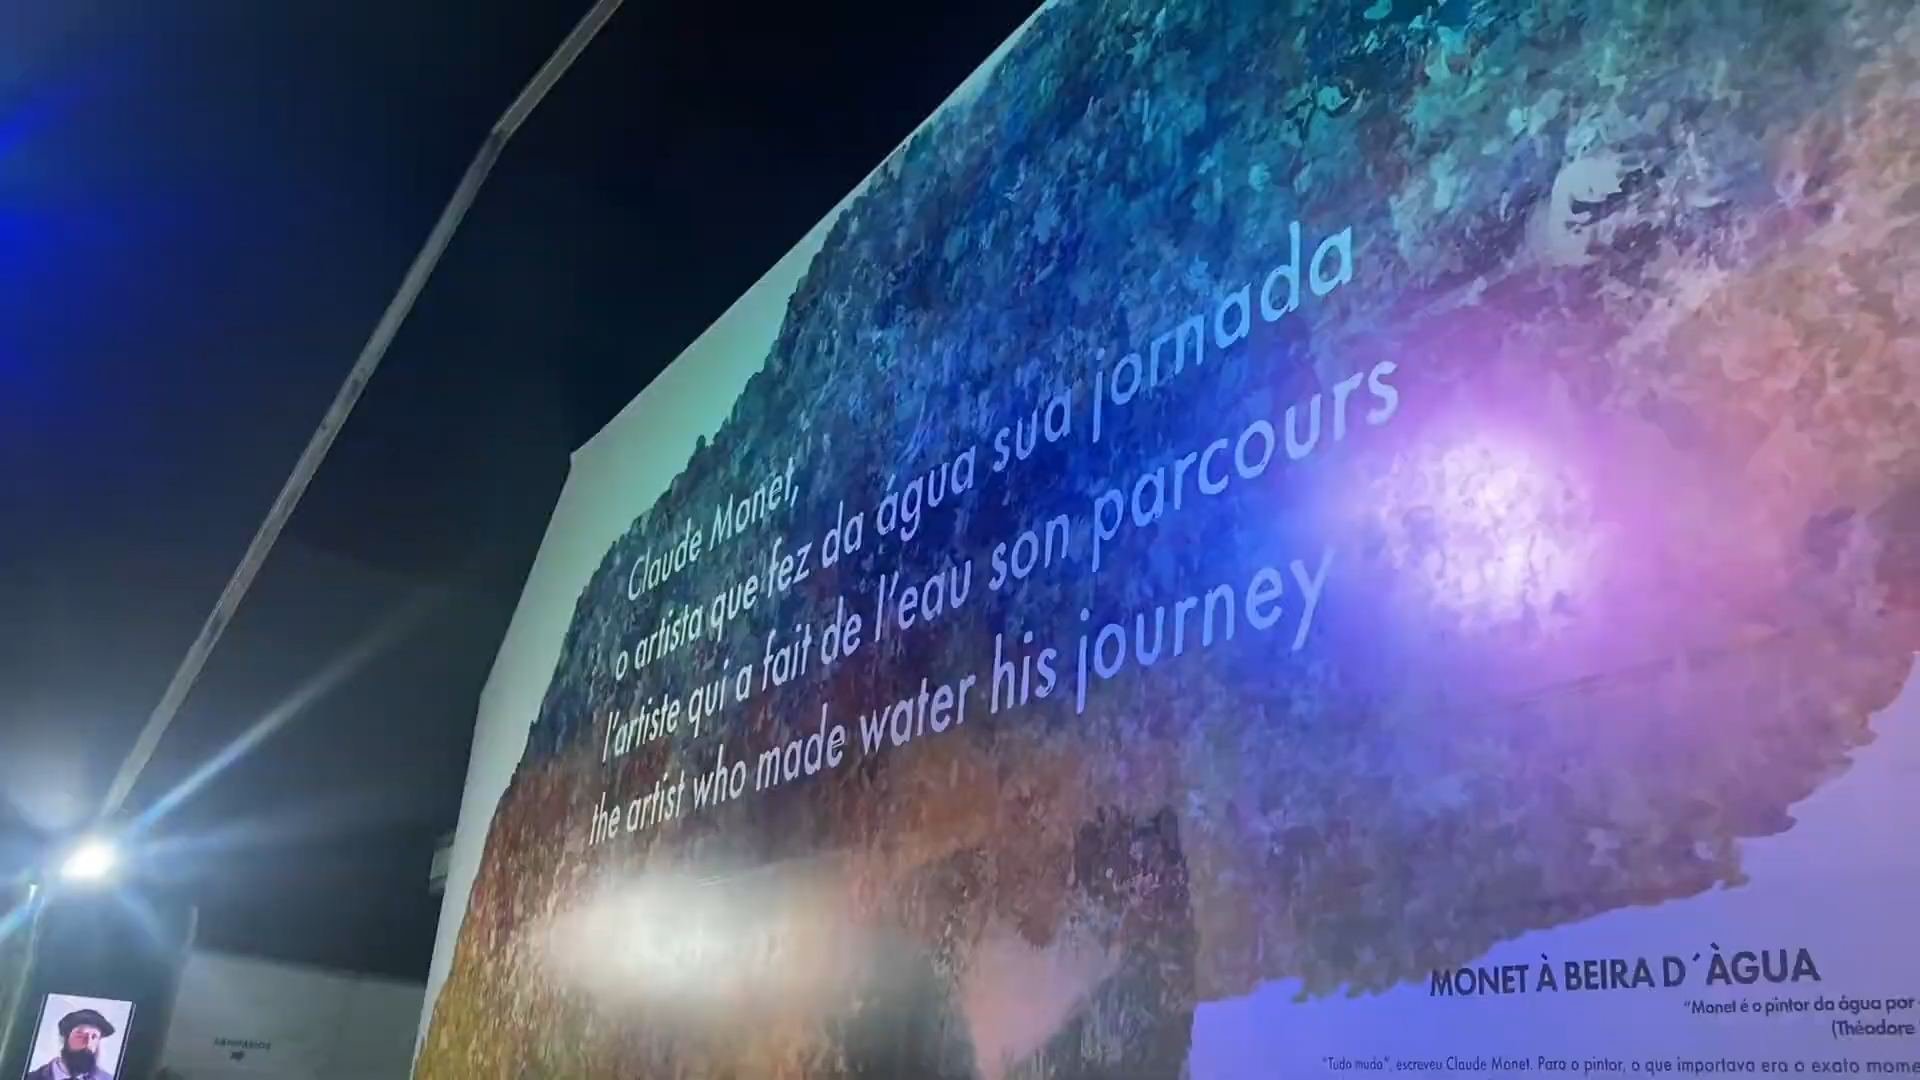 Claude Monet,
o artista que fez da água sua jornada
l'artiste qui a fait de l'eau son parcours
the artist who made water his journey
MONET À BEIRA D´ÀGUA
"Monet é o pintor da água por
(Théodore
"Tudo muda", escreveu Claude Monet. Para o pintor, o que importava era o exato mome